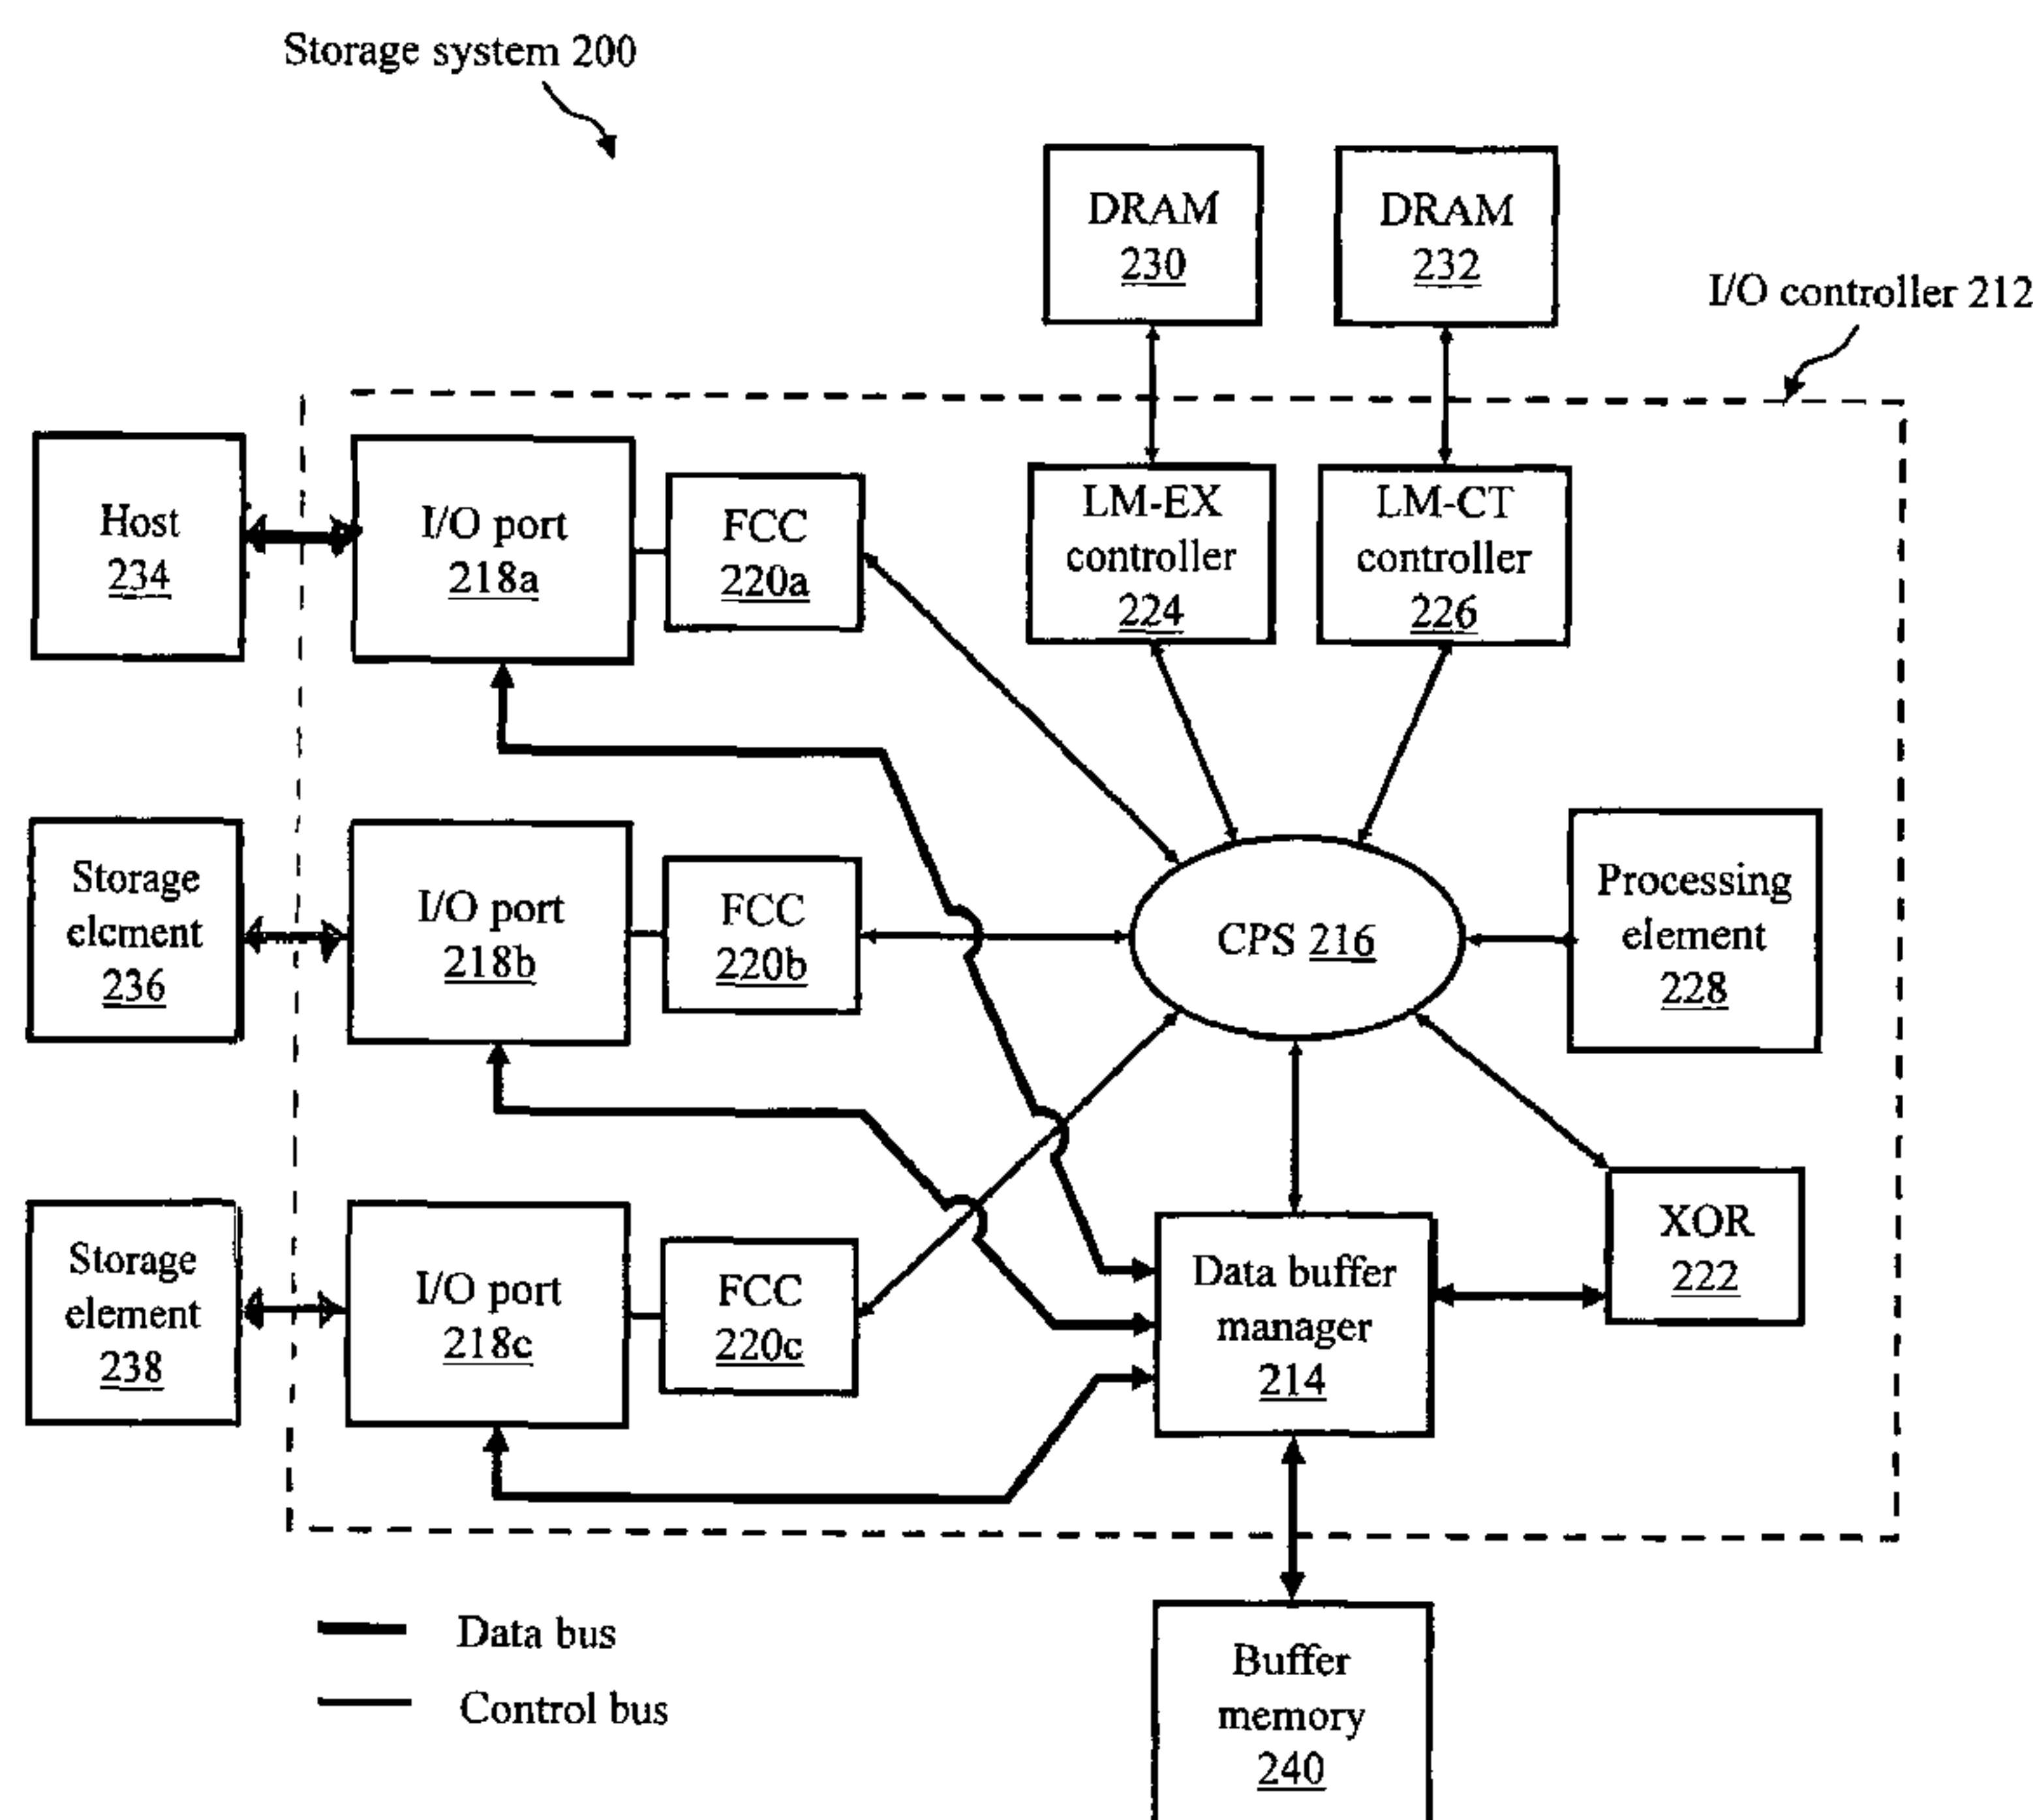 Storage system 200
DRAM
230
DRAM
232
I/O controller 212
Host
234
I/O port
218a
FCC
220a
LM-EX
controller
224
LM-CT
controller
226
Storage
element
236
I/O port
218b
FCC
220b
CPS 216
Processing
element
228
Storage
element
238
I/O port
218c
FCC
220c
Data buffer
manager
214
XOR
222
Data bus
Control bus
Buffer
memory
240